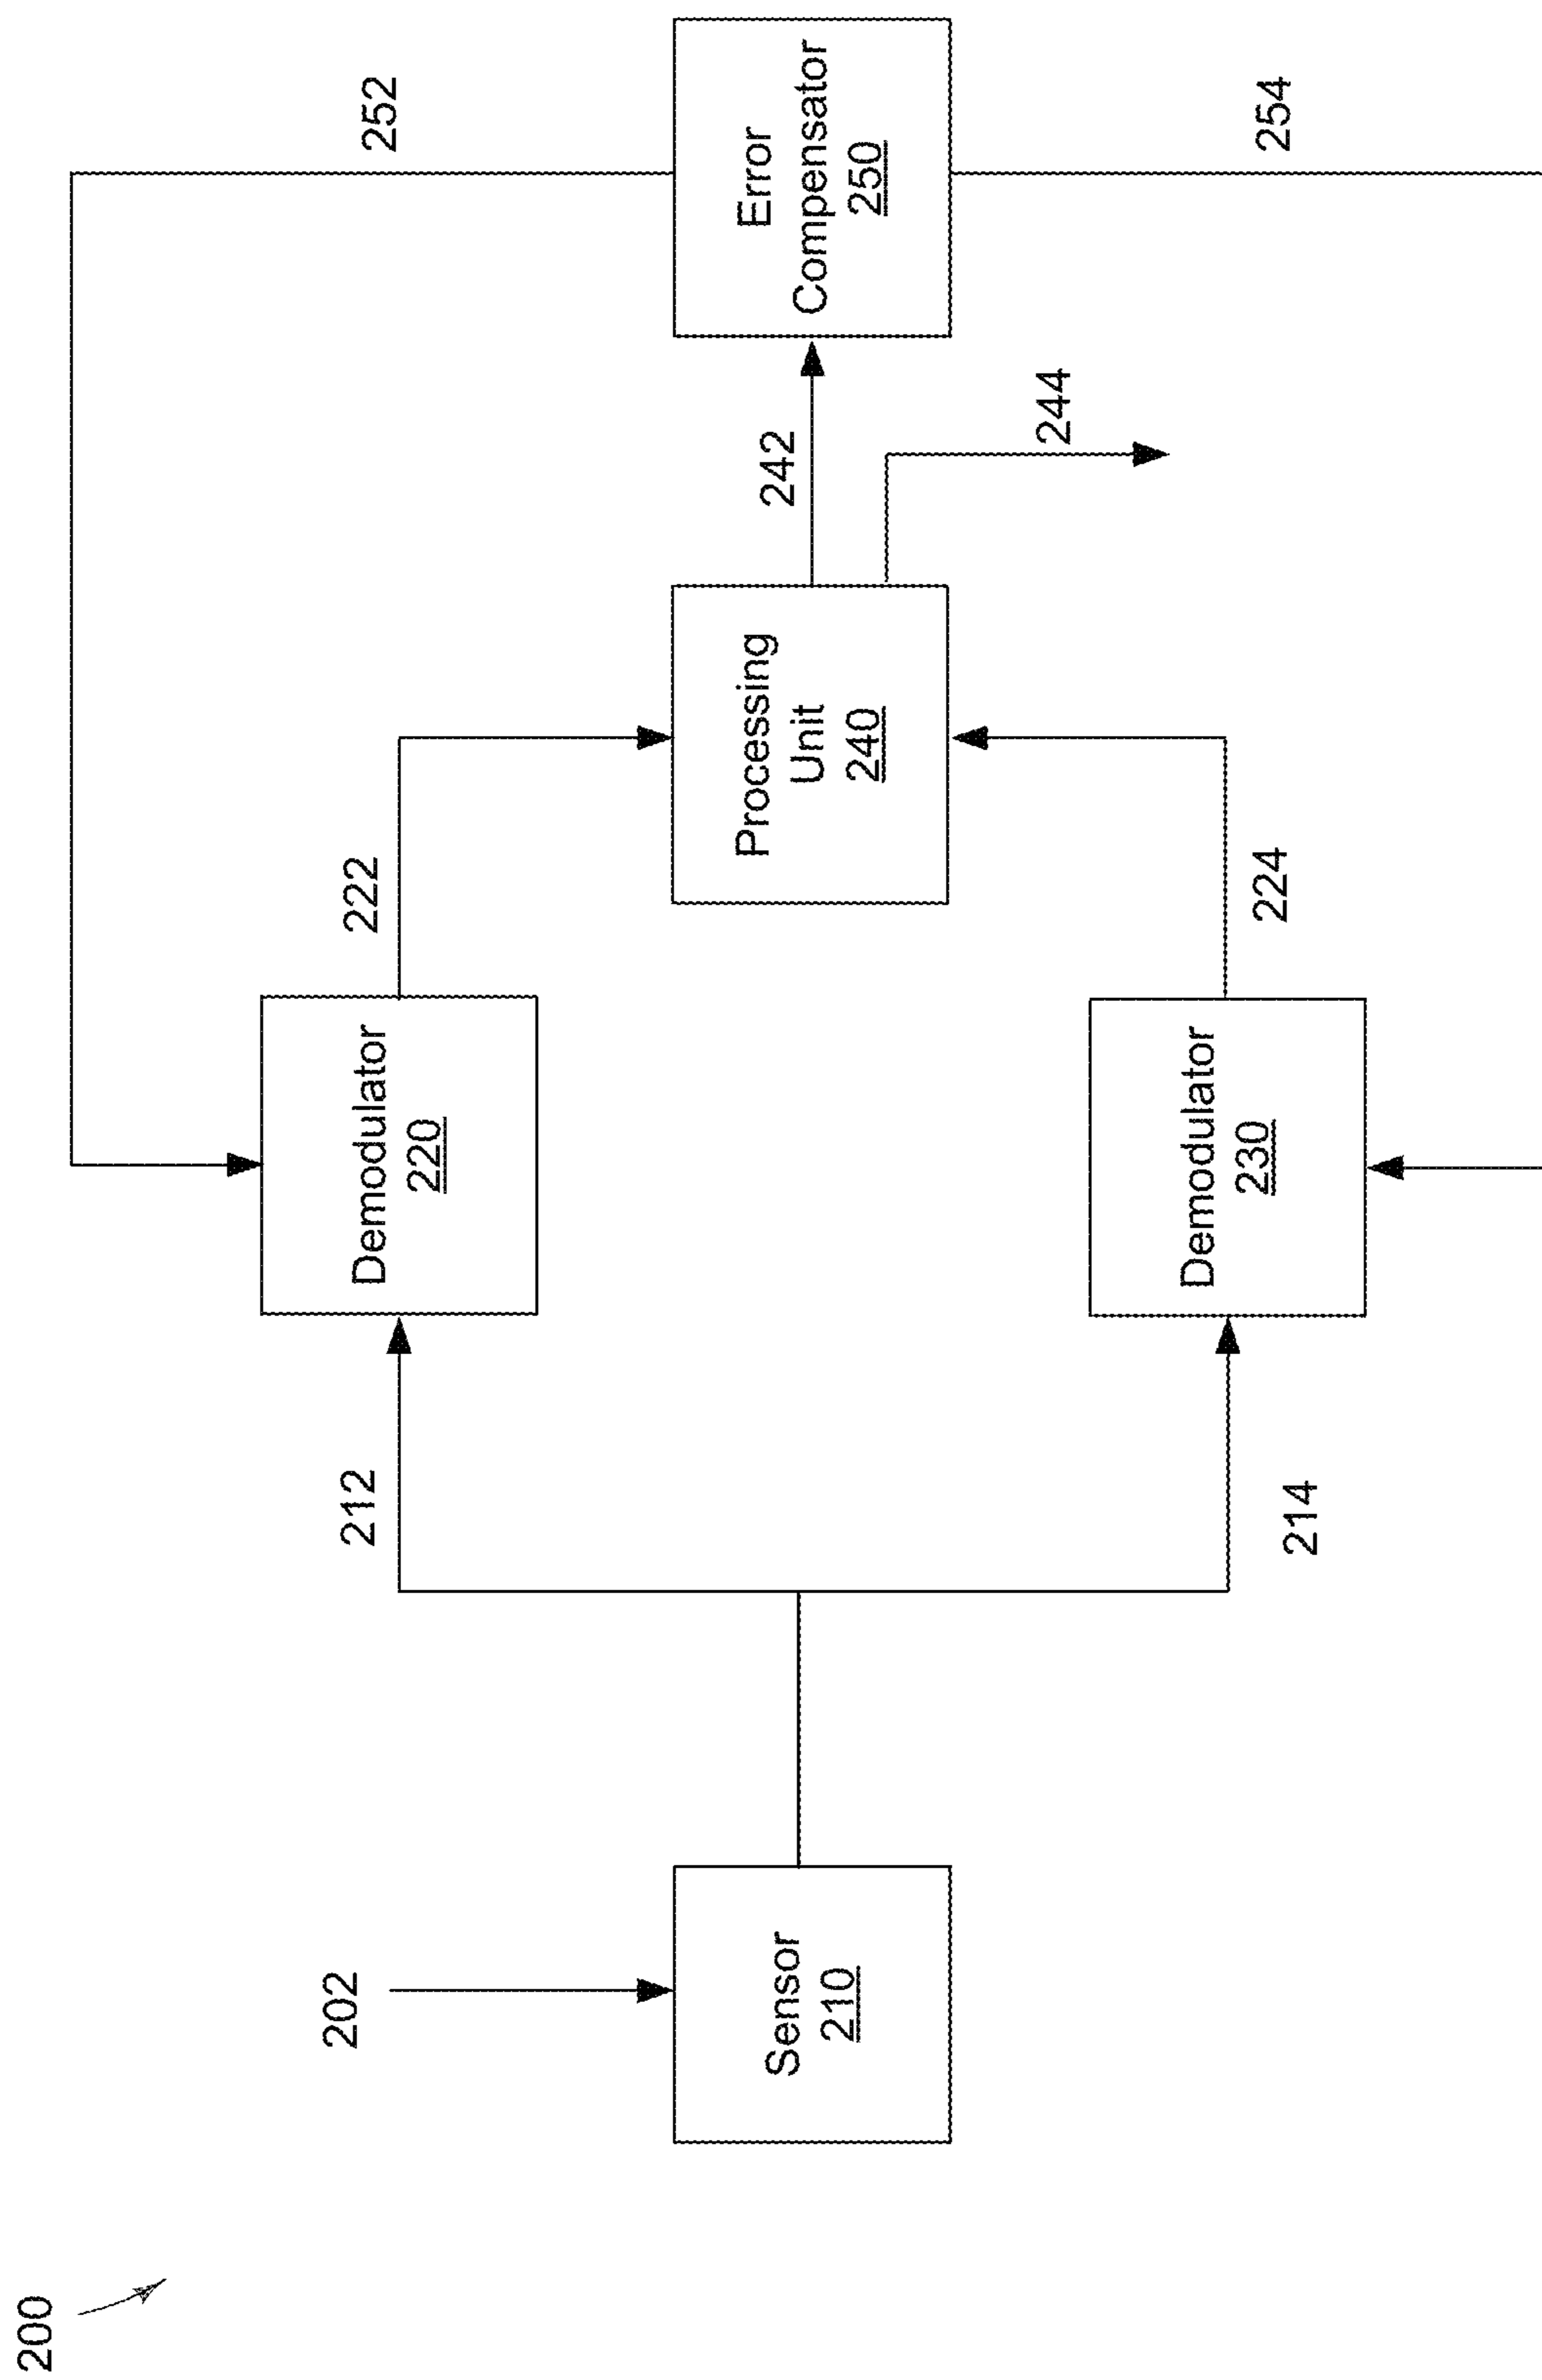 200
202
Sensor
210
212
214
Demodulator
220
Demodulator
230
222
224
Processing
Unit
240
242
244
Error
Compensator
250
252
254